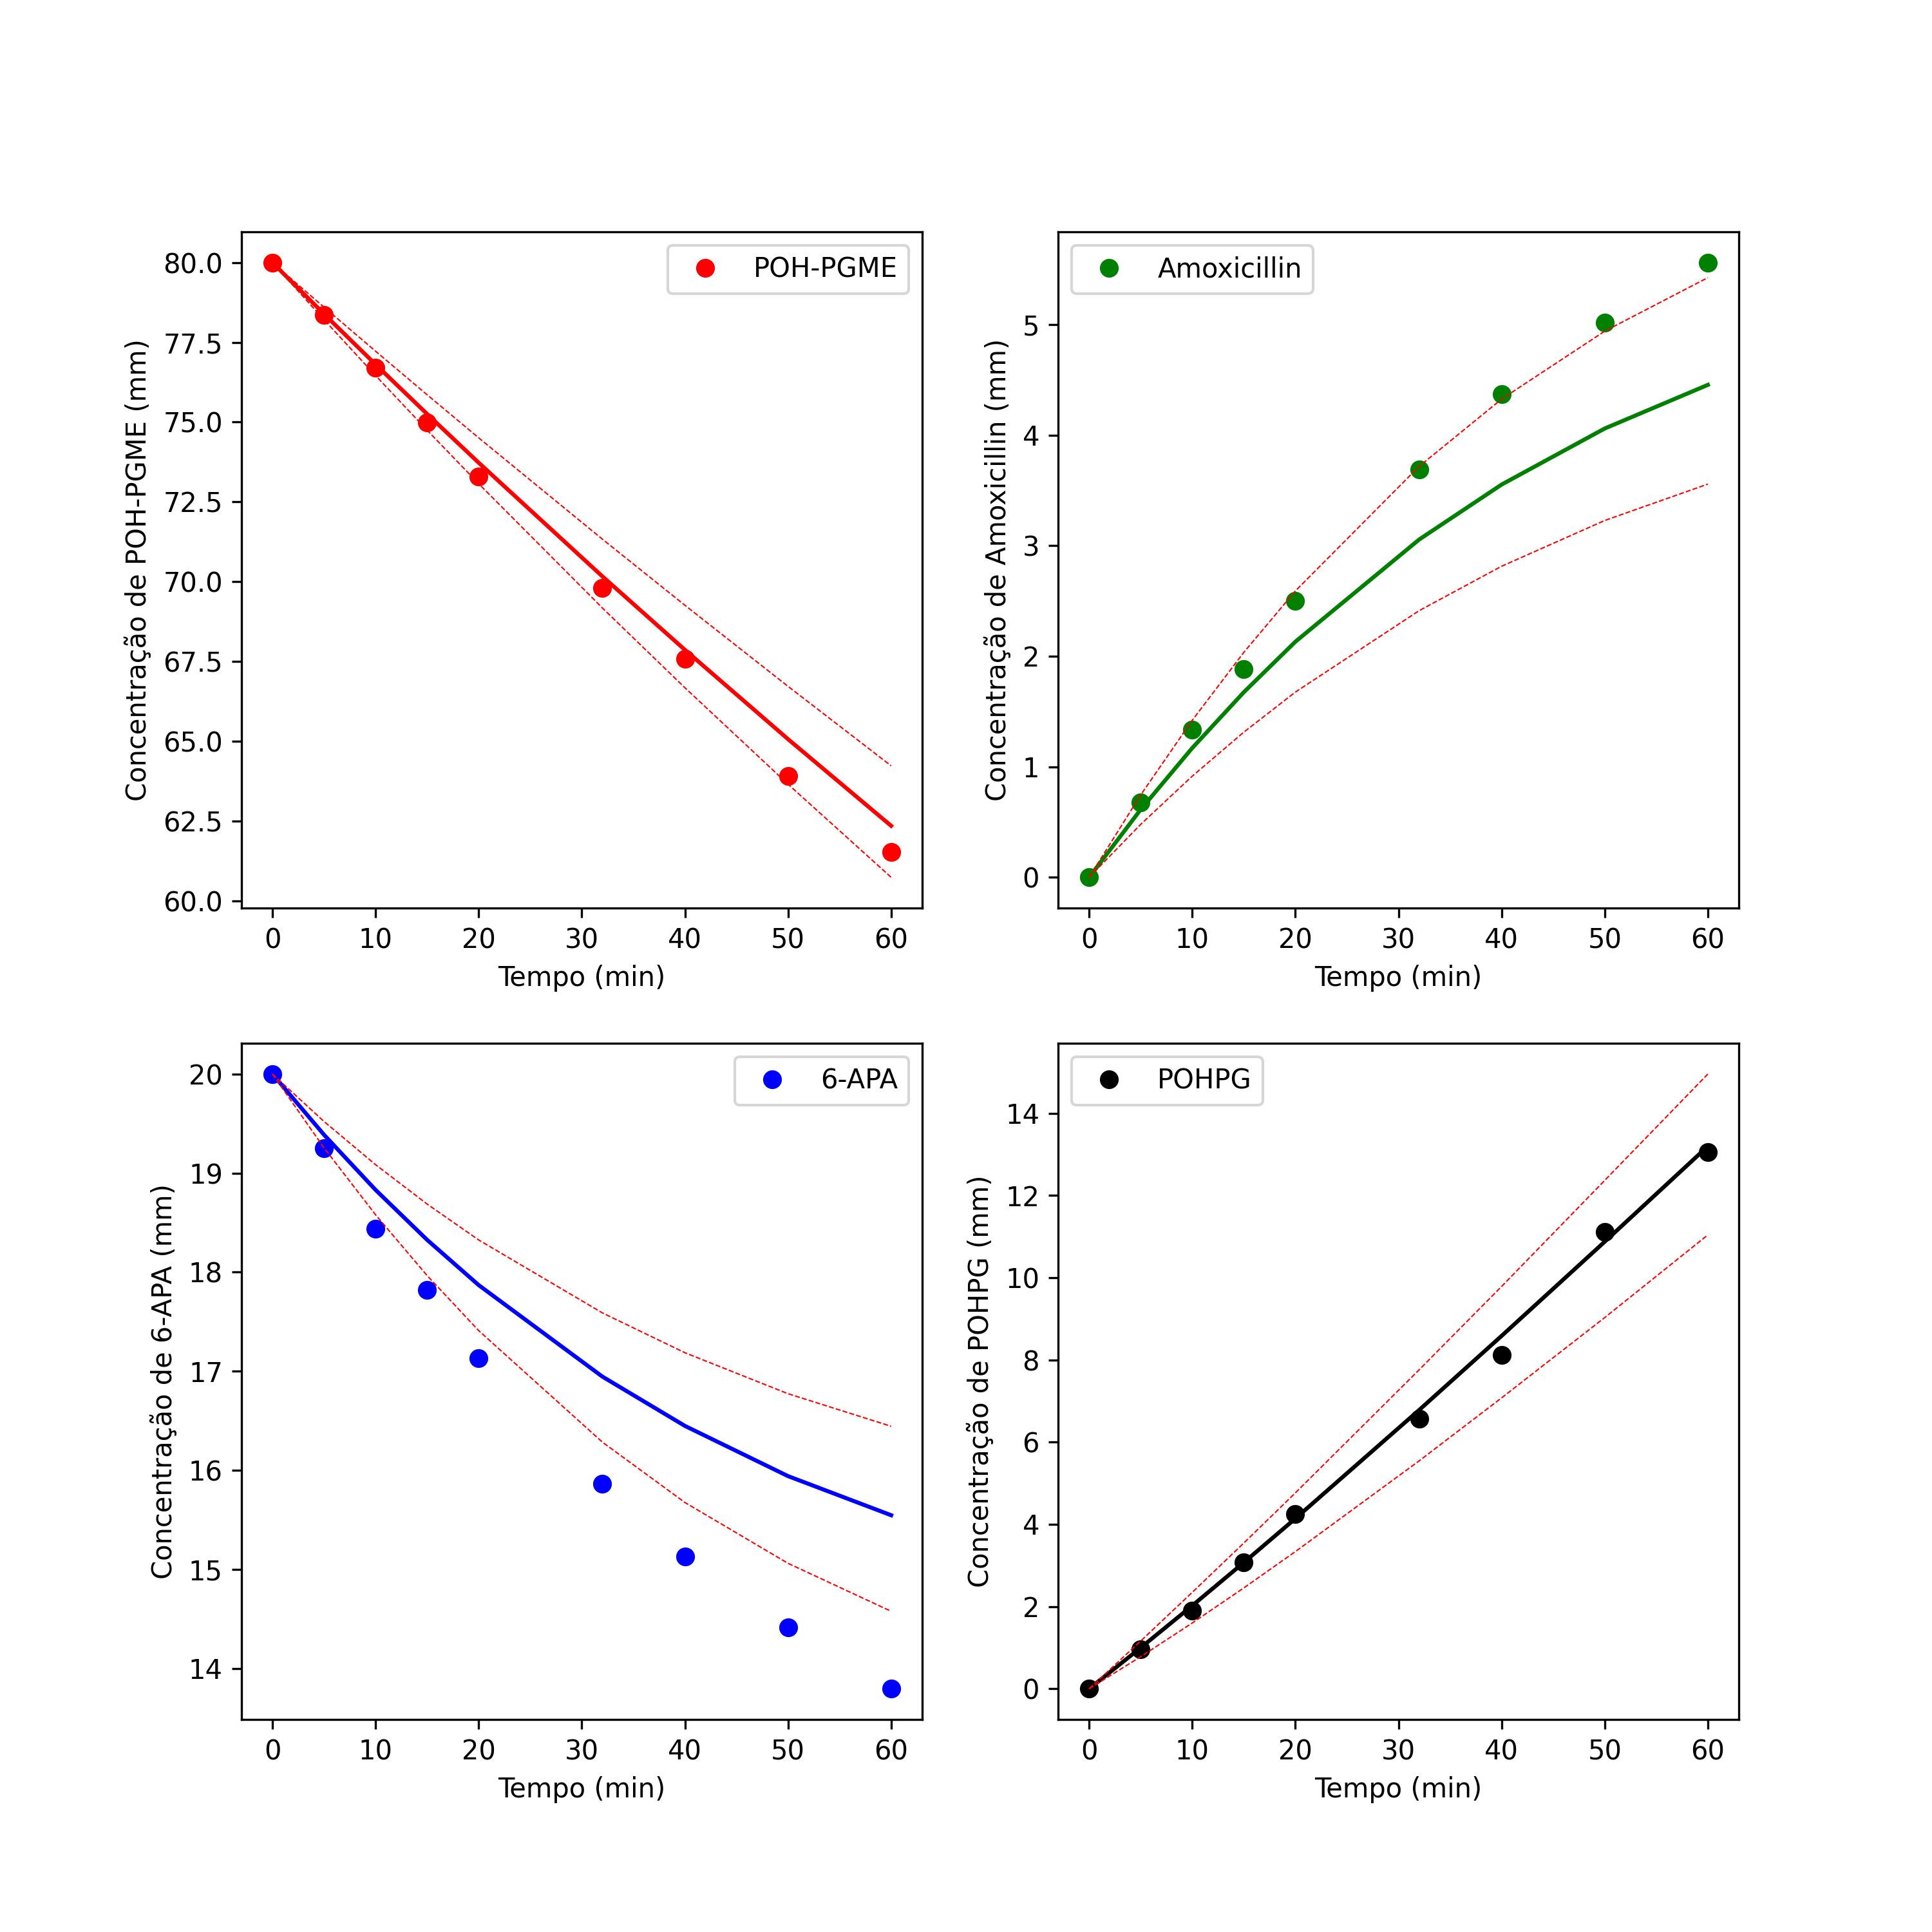 POH-PGME
80.0
77.5
75.0
72.5
70.0
67.5
65.0
62.5
60.0
Concentração de POH-PGME (mm)
0 10 20 30 40 50 60
Tempo (min)
Amoxicillin
5
4
3
2
1
0
Concentração de Amoxicillin (mm)
0 10 20 30 40 50 60
Tempo (min)
6-APA
20
19
18
17
16
15
14
Concentração de 6-APA (mm)
0 10 20 30 40 50 60
Tempo (min)
POHPG
14
12
10
8
6
4
2
0
Concentração de POHPG (mm)
0 10 20 30 40 50 60
Tempo (min)